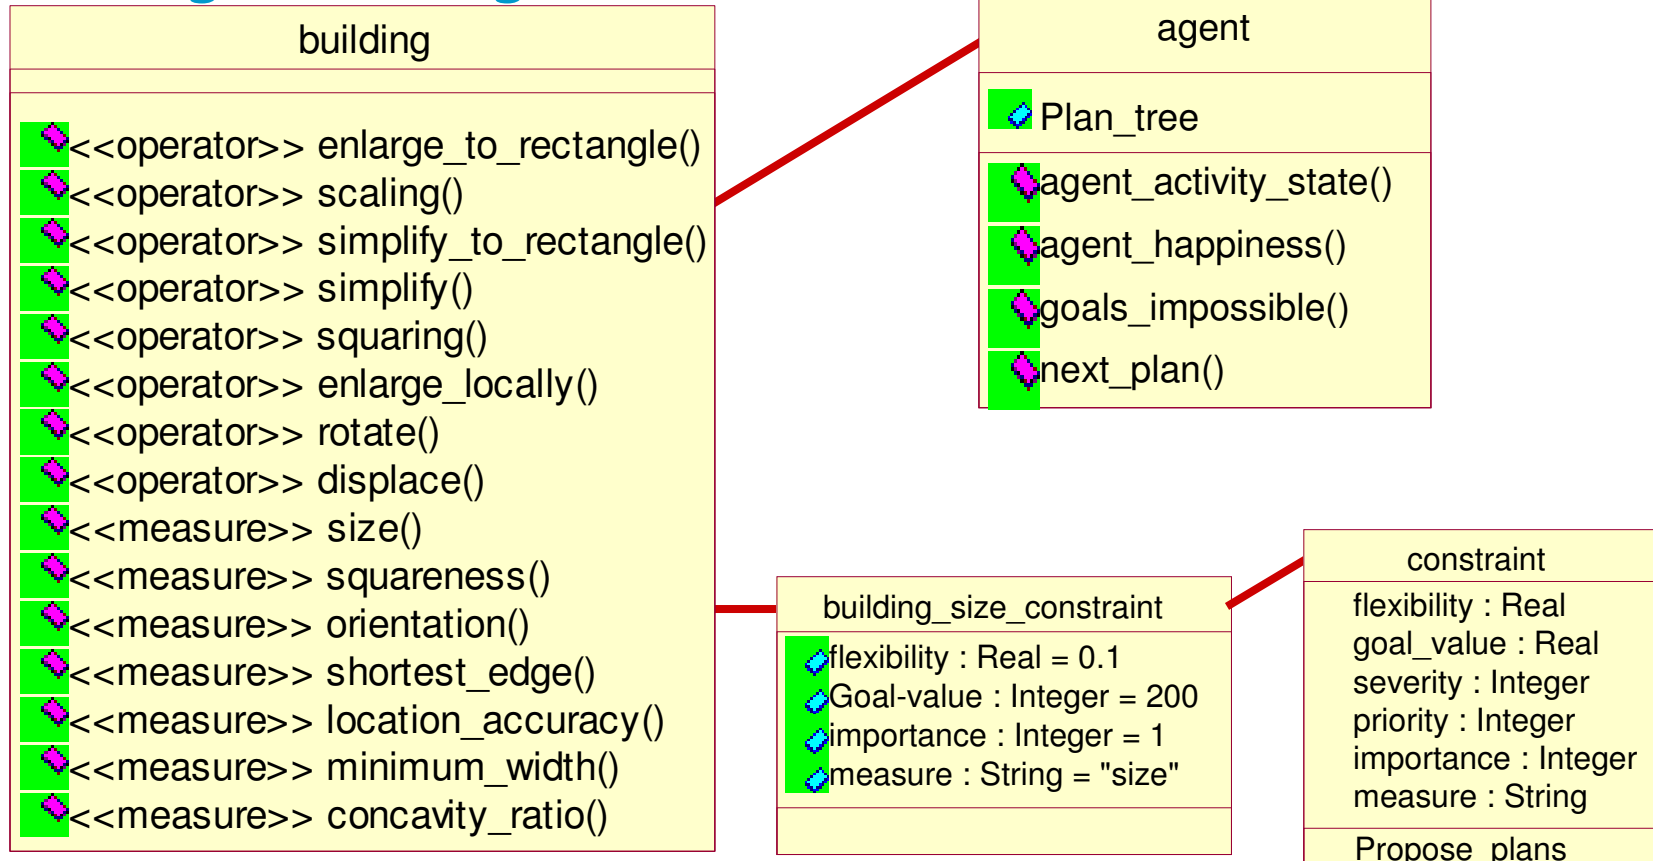 building
<<operator>> enlarge_to_rectangle()
<<operator>> scaling()
<<operator>> simplify_to_rectangle()
<<operator>> simplify()
<<operator>> squaring()
<<operator>> enlarge_locally()
<<operator>> rotate()
<<operator>> displace()
<<measure>> size()
<<measure>> squareness()
<<measure>> orientation()
<<measure>> shortest_edge()
<<measure>> location_accuracy()
<<measure>> minimum_width()
<<measure>> concavity_ratio()
agent
Plan_tree
agent_activity_state()
agent_happiness()
goals_impossible()
next_plan()
building_size_constraint
flexibility : Real = 0.1
Goal-value : Integer = 200
importance : Integer = 1
measure : String = "size"
constraint
flexibility : Real
goal_value : Real
severity : Integer
priority : Integer
importance : Integer
measure : String
Propose_plans